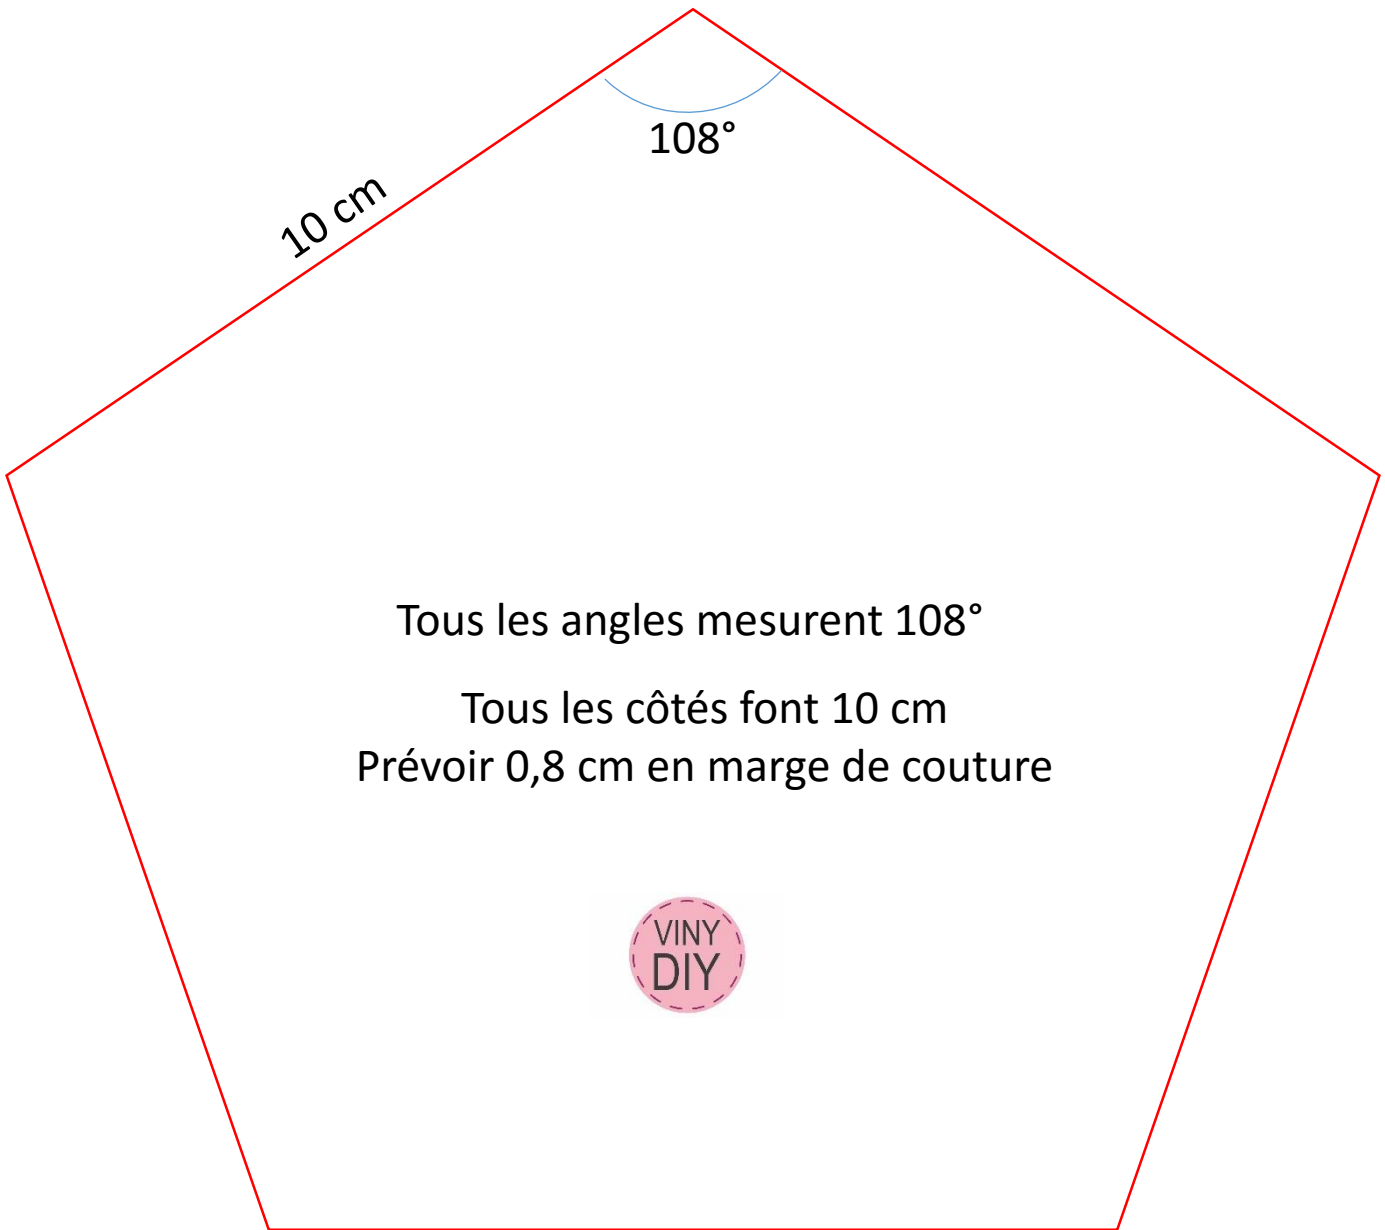 108°
10 cm
Tous les angles mesurent 108°
Tous les côtés font 10 cm
Prévoir 0,8 cm en marge de couture
VINY
DIY